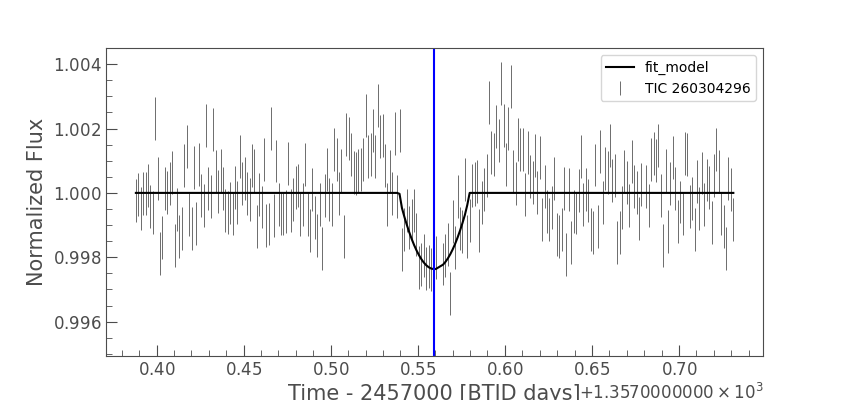 1.004
1.002
1.000
0.998
0.996
Normalized Flux
fit_model
TIC 260304296
0.40 0.45 0.50 0.55 0.60 0.65 0.70
Time - 2457000 [BTJD days]
+1.3570000000 × 10³